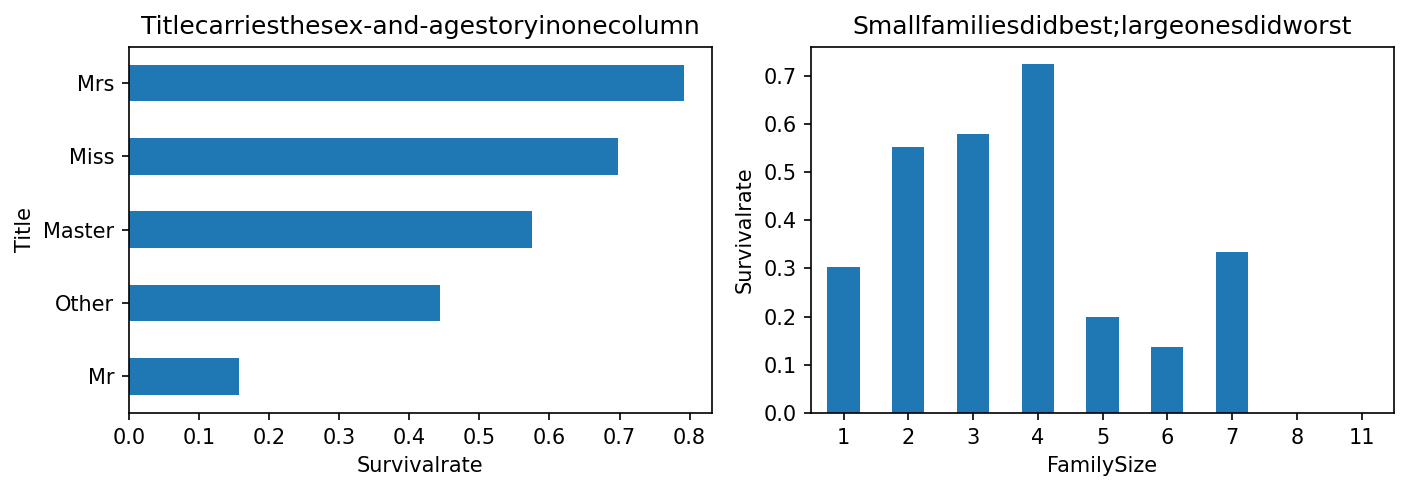 Titlecarriesthesex-and-agestoryinonecolumn
Title
Mrs
Miss
Master
Other
Mr
0.0 0.1 0.2 0.3 0.4 0.5 0.6 0.7 0.8
Survivalrate
Smallfamiliesdidbest;largeonesdidworst
Survivalrate
0.7
0.6
0.5
0.4
0.3
0.2
0.1
0.0
1 2 3 4 5 6 7 8 11
FamilySize